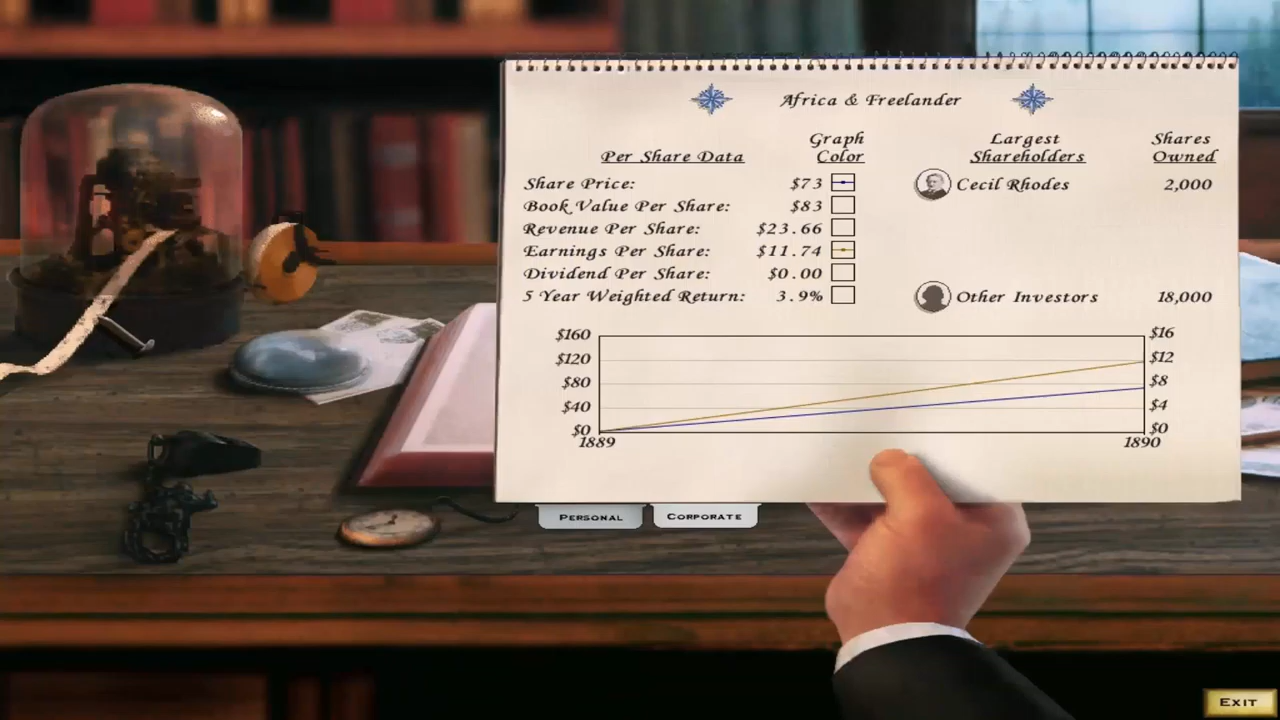 Africa & Freelander
Per Share Data
Graph Color
Largest Shareholders
Shares Owned
Share Price: $73
Cecil Rhodes 2,000
Book Value Per Share: $83
Revenue Per Share: $23.66
Earnings Per Share: $11.74
Dividend Per Share: $0.00
5 Year Weighted Return: 3.9%
Other Investors 18,000
$160 $16
$120 $12
$80 $8
$40 $4
$0 $0
1889 1890
PERSONAL CORPORATE
EXIT